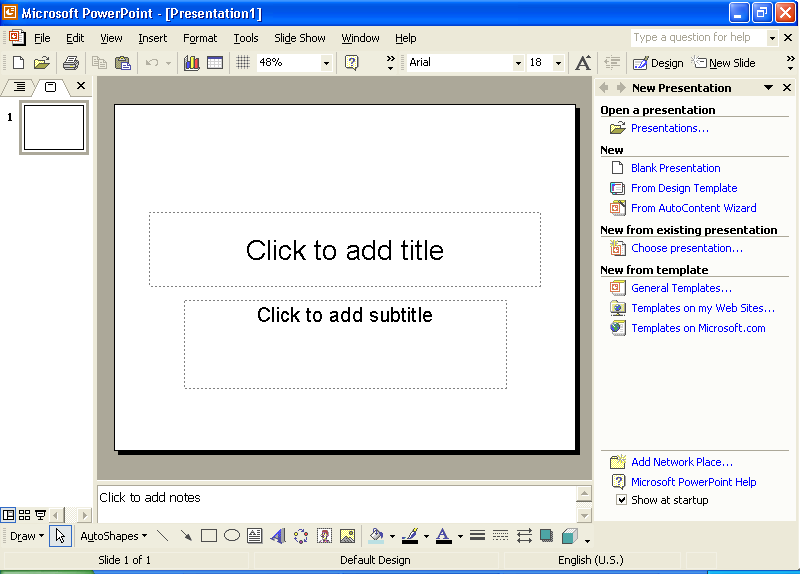 Microsoft PowerPoint - [Presentation1]
File Edit View Insert Format Tools Slide Show Window Help Type a question for help
48% Arial 18 A Design New Slide
New Presentation
Open a presentation
1
Presentations...
New
Blank Presentation
From Design Template
From AutoContent Wizard
New from existing presentation
Choose presentation...
New from template
General Templates...
Templates on my Web Sites...
Templates on Microsoft.com
Click to add title
Click to add subtitle
Add Network Place...
Microsoft PowerPoint Help
Show at startup
Click to add notes
Draw AutoShapes
Slide 1 of 1 Default Design English (U.S.)